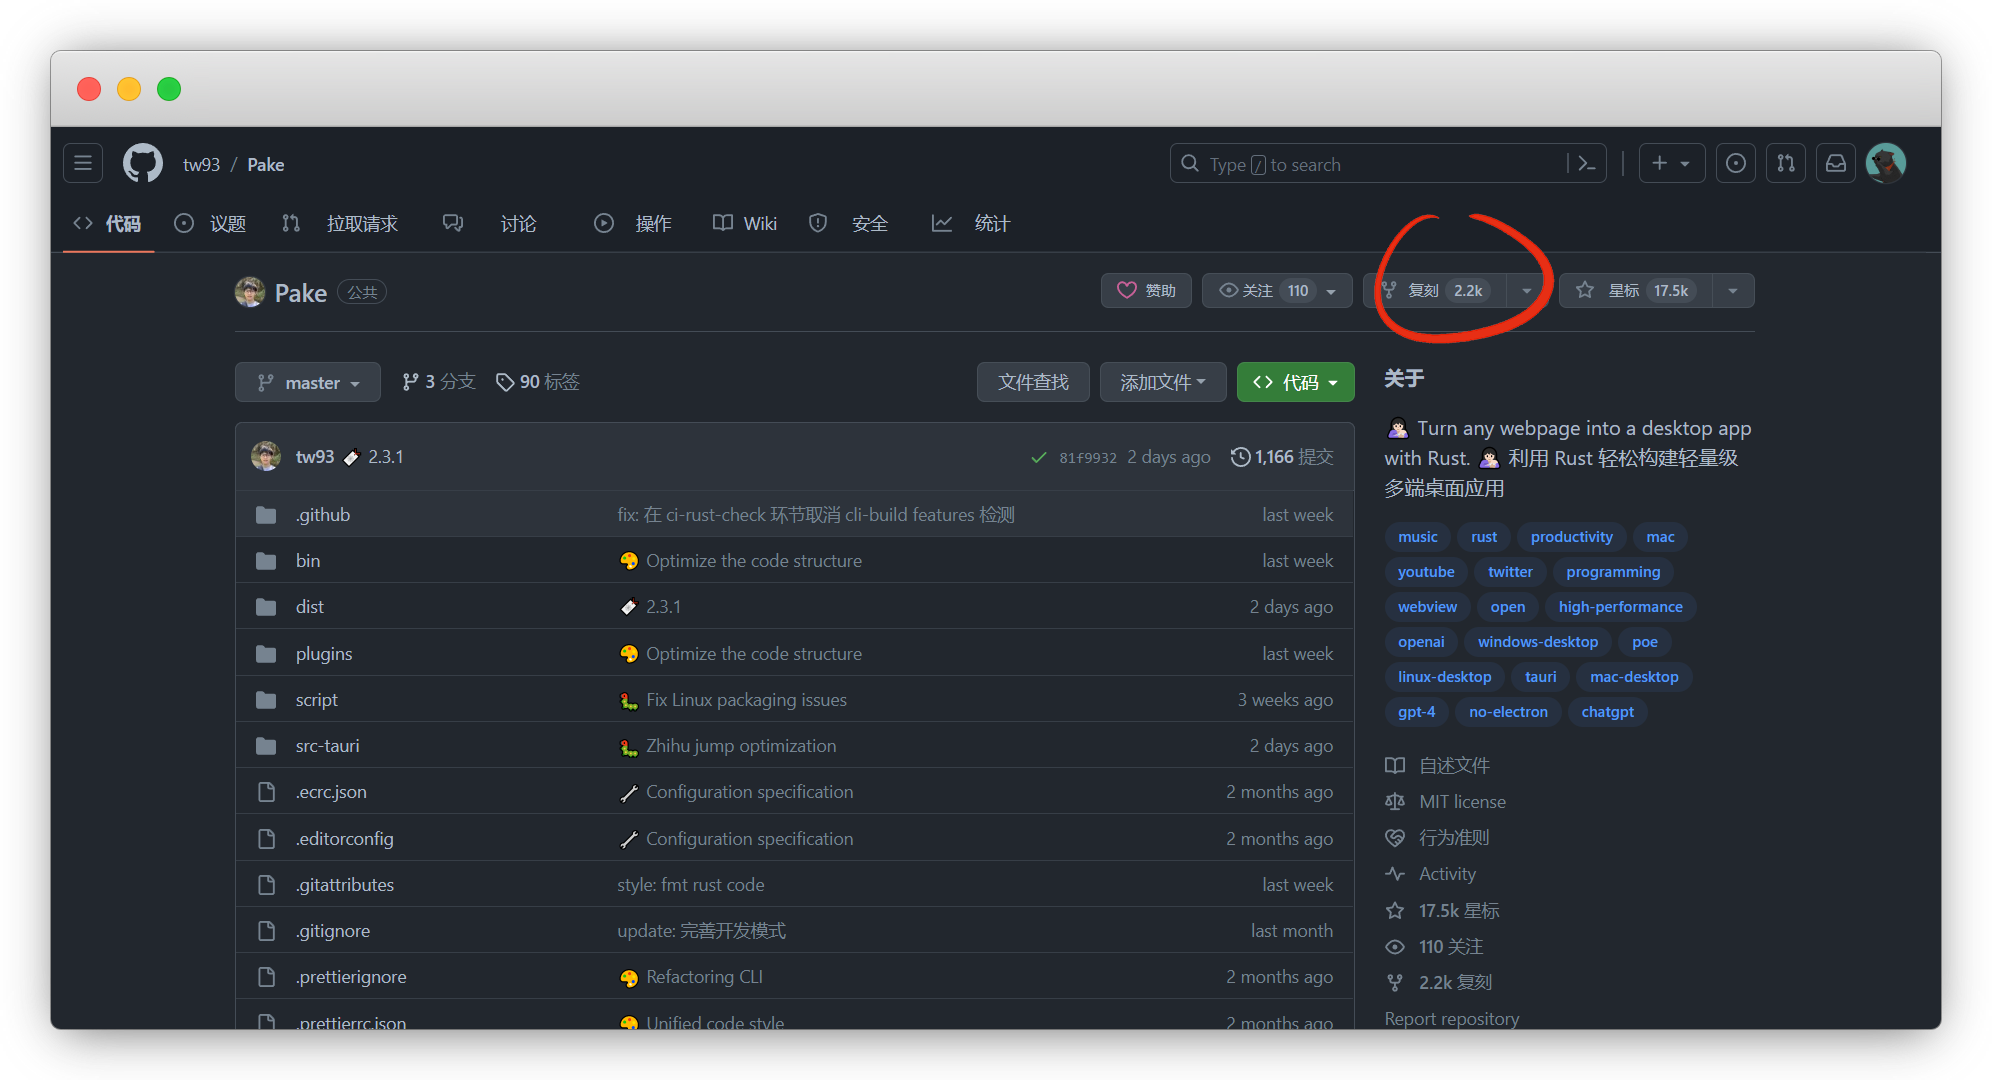 tw93 / Pake
Type / to search
代码 议题 拉取请求 讨论 操作 Wiki 安全 统计
Pake 公共
赞助 关注 110 复刻 2.2k 星标 17.5k
master 3 分支 90 标签 文件查找 添加文件 代码
tw93 2.3.1 81f9932 2 days ago 1,166 提交
.github fix: 在 ci-rust-check 环节取消 cli-build features 检测 last week
bin Optimize the code structure last week
dist 2.3.1 2 days ago
plugins Optimize the code structure last week
script Fix Linux packaging issues 3 weeks ago
src-tauri Zhihu jump optimization 2 days ago
.ecrc.json Configuration specification 2 months ago
.editorconfig Configuration specification 2 months ago
.gitattributes style: fmt rust code last week
.gitignore update: 完善开发模式 last month
.prettierignore Refactoring CLI 2 months ago
.prettierrc.json Unified code style 2 months ago
关于
Turn any webpage into a desktop app
with Rust. 利用 Rust 轻松构建轻量级
多端桌面应用
music rust productivity mac
youtube twitter programming
webview open high-performance
openai windows-desktop poe
linux-desktop tauri mac-desktop
gpt-4 no-electron chatgpt
自述文件
MIT license
行为准则
Activity
17.5k 星标
110 关注
2.2k 复刻
Report repository